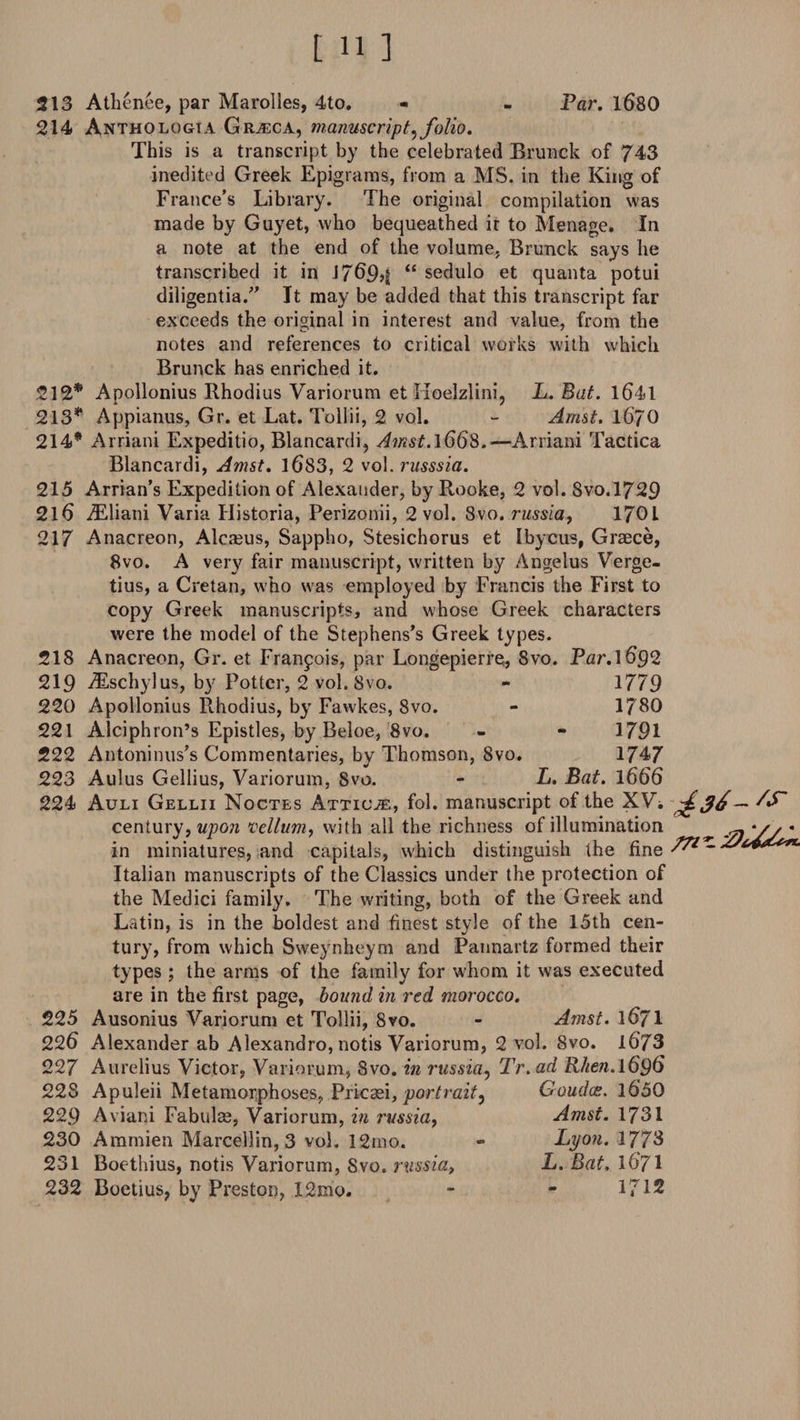 [ 11 ]
213 Athénée, par Marolles, 4to. - - Par. 1680
214 ANTHOLOGIA GRÆCA, manuscript, folio.
This is a transcript by the celebrated Brunck of 743
inedited Greek Epigrams, from a MS. in the King of
France's Library. The original compilation was
made by Guyet, who bequeathed it to Menage. In
a note at the end of the volume, Brunck says he
transcribed it in 1769, “ sedulo et quanta potui
diligentia.” It may be added that this transcript far
exceeds the original in interest and value, from the
notes and references to critical works with which
Brunck has enriched it.
212* Apollonius Rhodius Variorum et Hoelzlini, L. Bat. 1641
213* Appianus, Gr. et Lat. Tollii, 2 vol. - Amst. 1670
214* Arriani Expeditio, Blancardi, Amst.1668.—Arriani Tactica
Blancardi, Amst. 1683, 2 vol. russsia.
215 Arrian's Expedition of Alexander, by Rooke, 2 vol. 8vo.1729
216 Æliani Varia Historia, Perizonii, 2 vol. 8vo. russia, 1701
217 Anacreon, Alcæus, Sappho, Stesichorus et Ibycus, Græcè,
8vo. A very fair manuscript, written by Angelus Verge-
tius, a Cretan, who was employed by Francis the First to
copy Greek manuscripts, and whose Greek characters
were the model of the Stephens's Greek types.
218 Anacreon, Gr. et François, par Longepierre, 8vo. Par.1692
219 Æschylus, by Potter, 2 vol. 8vo. - 1779
220 Apollonius Rhodius, by Fawkes, 8vo. - 1780
221 Alciphron's Epistles, by Beloe, 8vo. - - 1791
222 Antoninus's Commentaries, by Thomson, 8vo. 1747
223 Aulus Gellius, Variorum, 8vo. - L. Bat. 1666
224 AULI GELLII NOCTES ATTICÆ, fol. manuscript of the XV. £ 36 – 15
century, upon vellum, with all the richness of illumination
in miniatures, and capitals, which distinguish the fine Mr Dibdin
Italian manuscripts of the Classics under the protection of
the Medici family. The writing, both of the Greek and
Latin, is in the boldest and finest style of the 15th cen-
tury, from which Sweynheym and Pannartz formed their
types; the arms of the family for whom it was executed
are in the first page, bound in red morocco.
225 Ausonius Variorum et Tollii, 8vo. - Amst. 1671
226 Alexander ab Alexandro, notis Variorum, 2 vol. 8vo. 1673
227 Aurelius Victor, Variorum, 8vo. in russia, Tr. ad Rhen.1696
228 Apuleii Metamorphoses, Pricæi, portrait, Goudæ. 1650
229 Aviani Fabulæ, Variorum, in russia, Amst. 1731
230 Ammien Marcellin, 3 vol. 12mo. - Lyon. 1773
231 Boethius, notis Variorum, 8vo. russia, L. Bat. 1671
232 Boetius, by Preston, 12mo. - - 1712